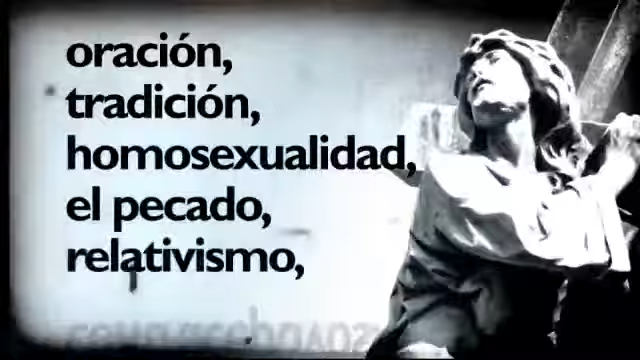 oración,
tradición,
homosexualidad,
el pecado,
relativismo,